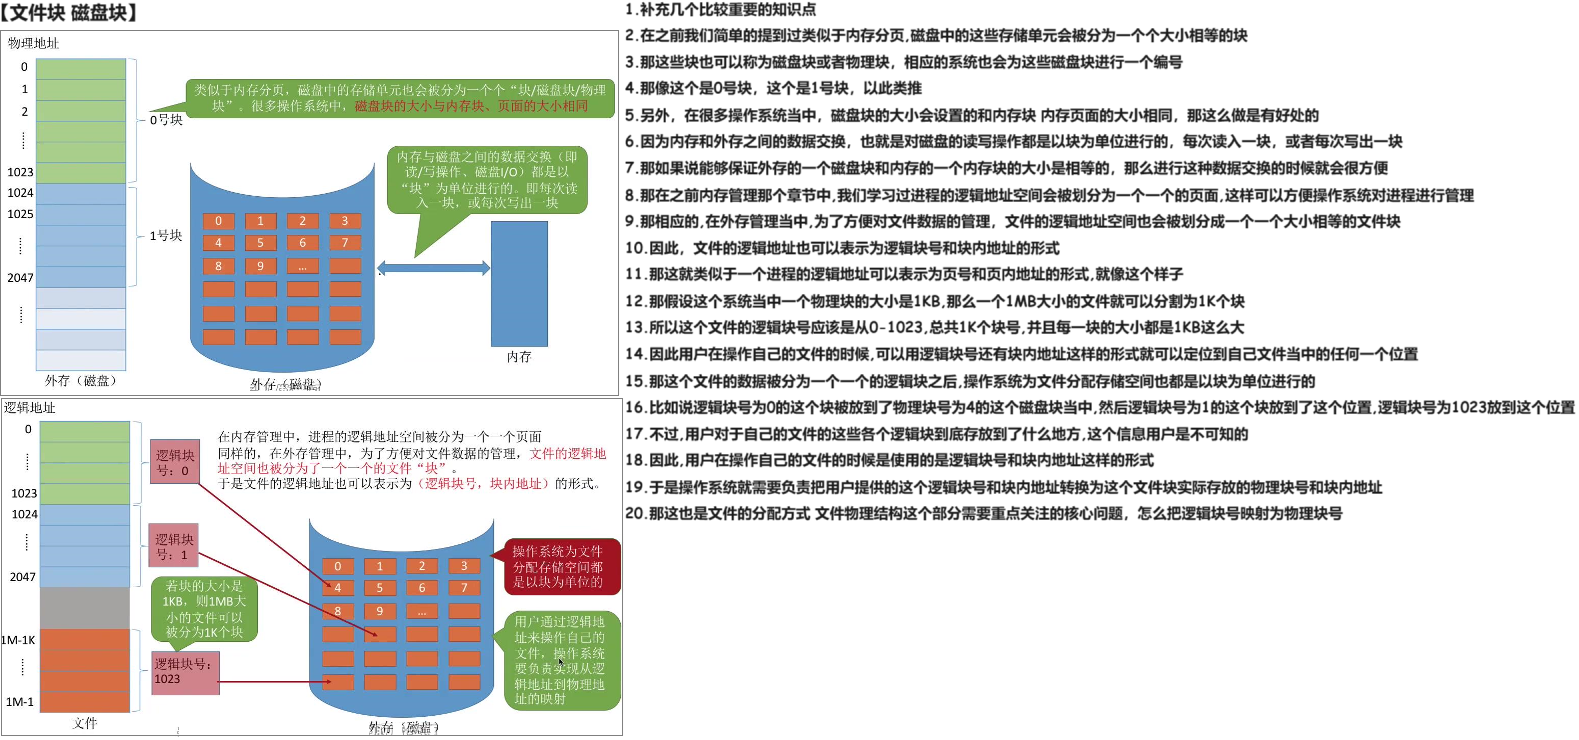 【文件块 磁盘块】
物理地址
0
1
2
……
1023
1024
1025
……
2047
……
外存（磁盘）
0号块
1号块
类似于内存分页，磁盘中的存储单元也会被分为一个个“块/磁盘块/物理
块”。很多操作系统中，磁盘块的大小与内存块、页面的大小相同
内存与磁盘之间的数据交换（即
读/写操作、磁盘I/O）都是以
“块”为单位进行的。即每次读
入一块，或每次写出一块
0 1 2 3
4 5 6 7
8 9 ...
外存（磁盘）
内存
逻辑地址
0
……
1023
1024
……
2047
1M-1K
……
1M-1
文件
逻辑块
号：0
逻辑块
号：1
若块的大小是
1KB，则1MB大
小的文件可以
被分为1K个块
逻辑块号：
1023
在内存管理中，进程的逻辑地址空间被分为一个一个页面
同样的，在外存管理中，为了方便对文件数据的管理，文件的逻辑地
址空间也被分为了一个一个的文件“块”。
于是文件的逻辑地址也可以表示为（逻辑块号，块内地址）的形式。
0 1 2 3
4 5 6 7
8 9 ...
外存（磁盘）
操作系统为文件
分配存储空间都
是以块为单位的
用户通过逻辑地
址来操作自己的
文件，操作系统
要负责实现从逻
辑地址到物理地
址的映射
1.补充几个比较重要的知识点
2.在之前我们简单的提到过类似于内存分页,磁盘中的这些存储单元会被分为一个个大小相等的块
3.那这些块也可以称为磁盘块或者物理块，相应的系统也会为这些磁盘块进行一个编号
4.那像这个是0号块，这个是1号块，以此类推
5.另外，在很多操作系统当中，磁盘块的大小会设置的和内存块 内存页面的大小相同，那这么做是有好处的
6.因为内存和外存之间的数据交换，也就是对磁盘的读写操作都是以块为单位进行的，每次读入一块，或者每次写出一块
7.那如果说能够保证外存的一个磁盘块和内存的一个内存块的大小是相等的，那么进行这种数据交换的时候就会很方便
8.那在之前内存管理那个章节中,我们学习过进程的逻辑地址空间会被划分为一个一个的页面,这样可以方便操作系统对进程进行管理
9.那相应的,在外存管理当中,为了方便对文件数据的管理，文件的逻辑地址空间也会被划分成一个一个大小相等的文件块
10.因此，文件的逻辑地址也可以表示为逻辑块号和块内地址的形式
11.那这就类似于一个进程的逻辑地址可以表示为页号和页内地址的形式,就像这个样子
12.那假设这个系统当中一个物理块的大小是1KB,那么一个1MB大小的文件就可以分割为1K个块
13.所以这个文件的逻辑块号应该是从0-1023,总共1K个块号,并且每一块的大小都是1KB这么大
14.因此用户在操作自己的文件的时候,可以用逻辑块号还有块内地址这样的形式就可以定位到自己文件当中的任何一个位置
15.那这个文件的数据被分为一个一个的逻辑块之后,操作系统为文件分配存储空间也都是以块为单位进行的
16.比如说逻辑块号为0的这个块被放到了物理块号为4的这个磁盘块当中,然后逻辑块号为1的这个块放到了这个位置,逻辑块号为1023放到这个位置
17.不过,用户对于自己的文件的这些各个逻辑块到底存放到了什么地方,这个信息用户是不可知的
18.因此,用户在操作自己的文件的时候是使用的是逻辑块号和块内地址这样的形式
19.于是操作系统就需要负责把用户提供的这个逻辑块号和块内地址转换为这个文件块实际存放的物理块号和块内地址
20.那这也是文件的分配方式 文件物理结构这个部分需要重点关注的核心问题，怎么把逻辑块号映射为物理块号